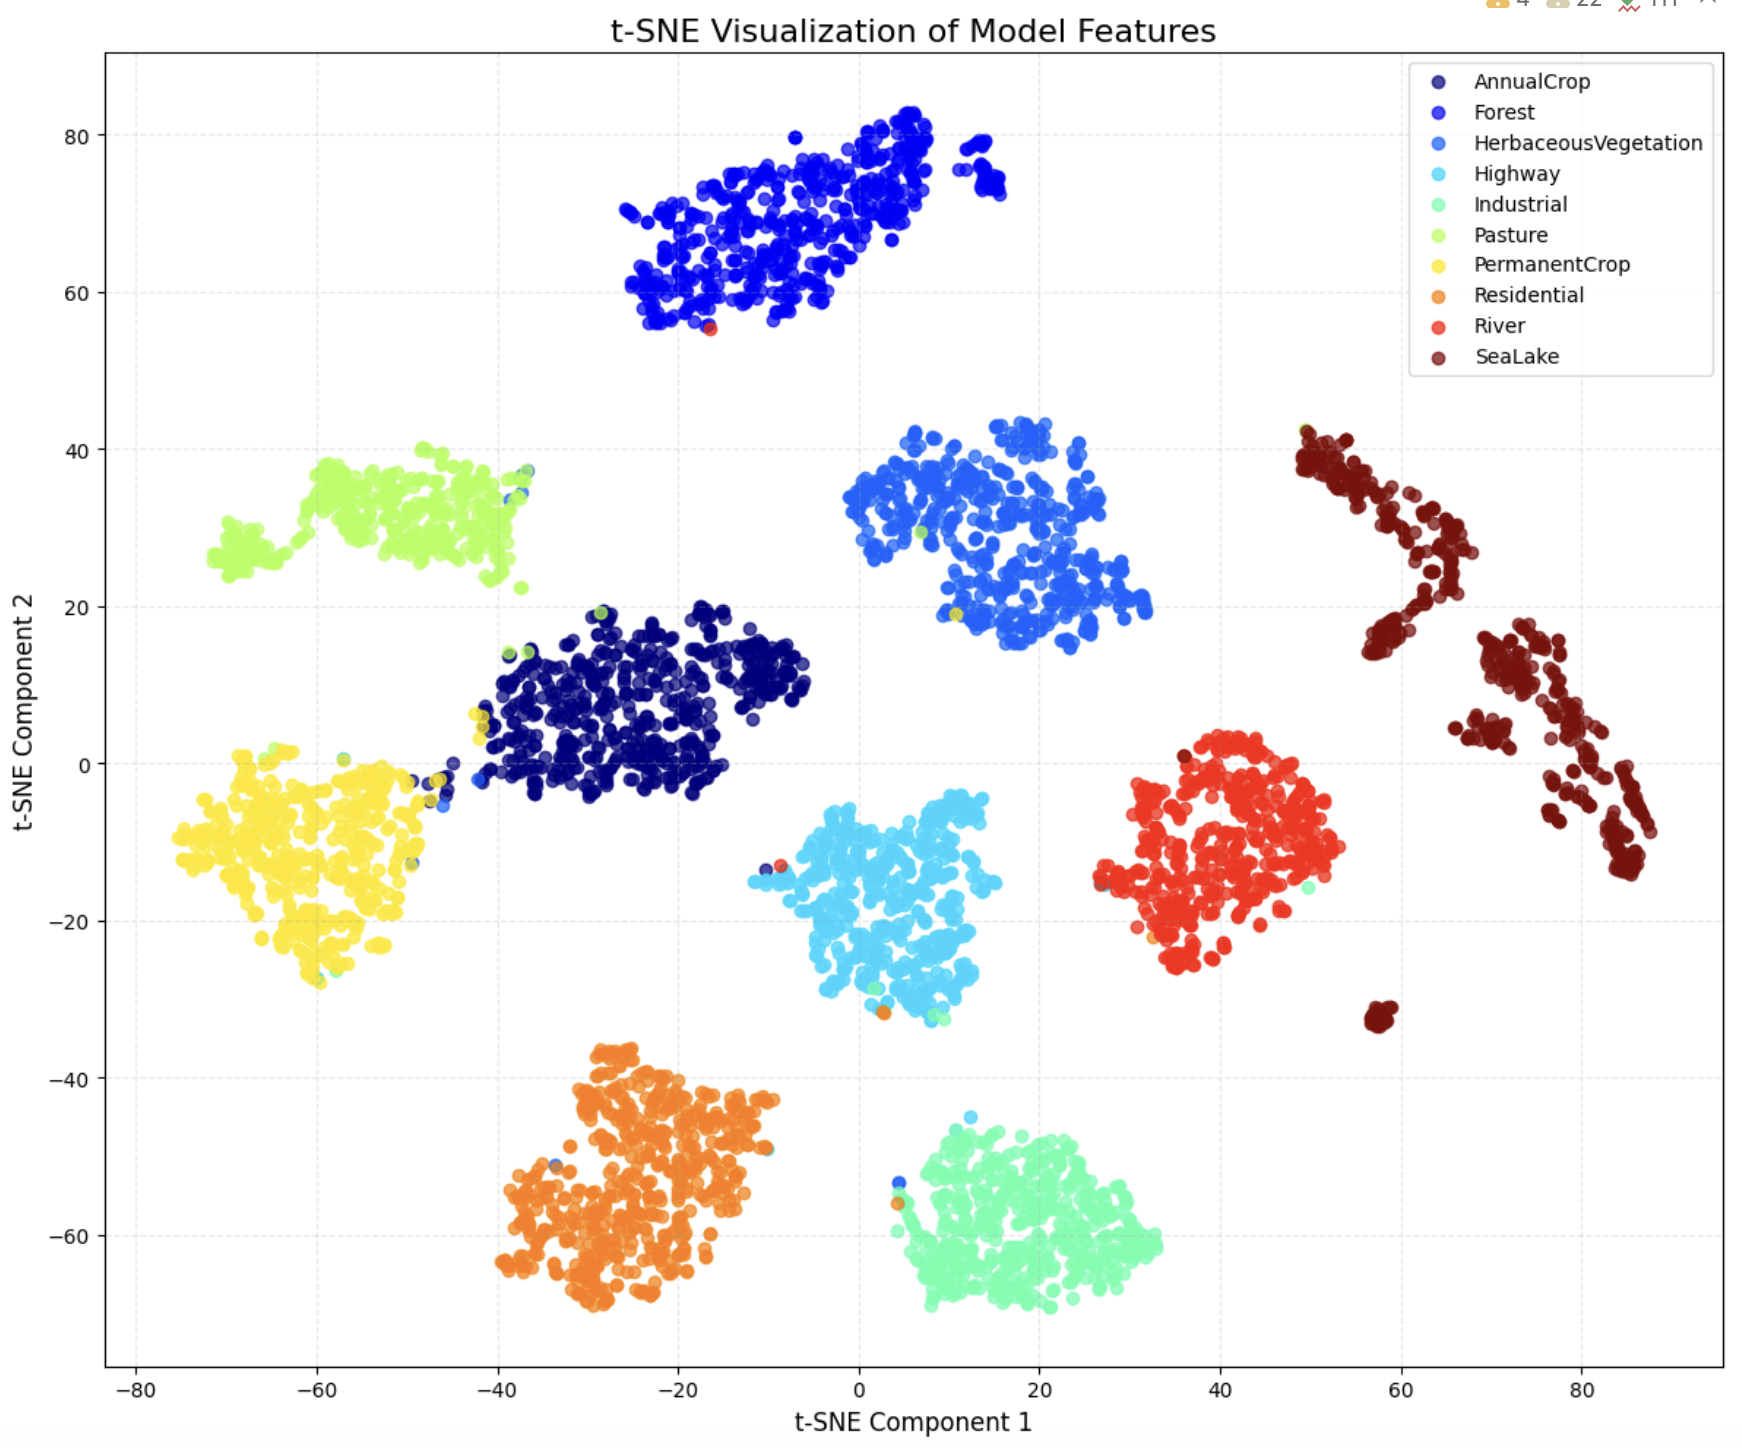 t-SNE Visualization of Model Features
AnnualCrop
Forest
HerbaceousVegetation
Highway
Industrial
Pasture
PermanentCrop
Residential
River
SeaLake
80
60
40
20
0
−20
−40
−60
t-SNE Component 2
−80 −60 −40 −20 0 20 40 60 80
t-SNE Component 1